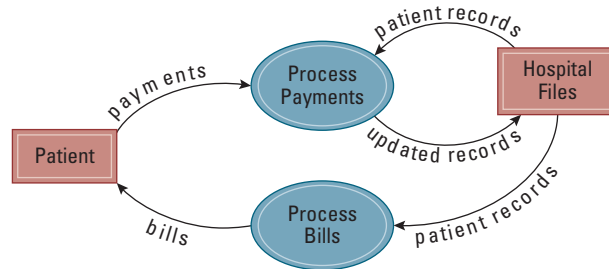 patient records
payments
Process
Payments
Hospital
Files
updated records
Patient
Process
Bills
bills
patient records